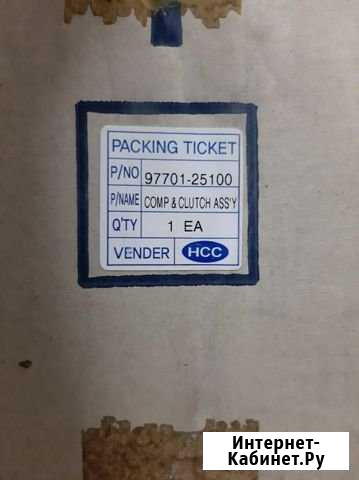 PACKING TICKET
P/NO 97701-25100
P/NAME COMP & CLUTCH ASS'Y
Q'TY 1 EA
VENDER HCC
Интернет-
Кабинет.Ру